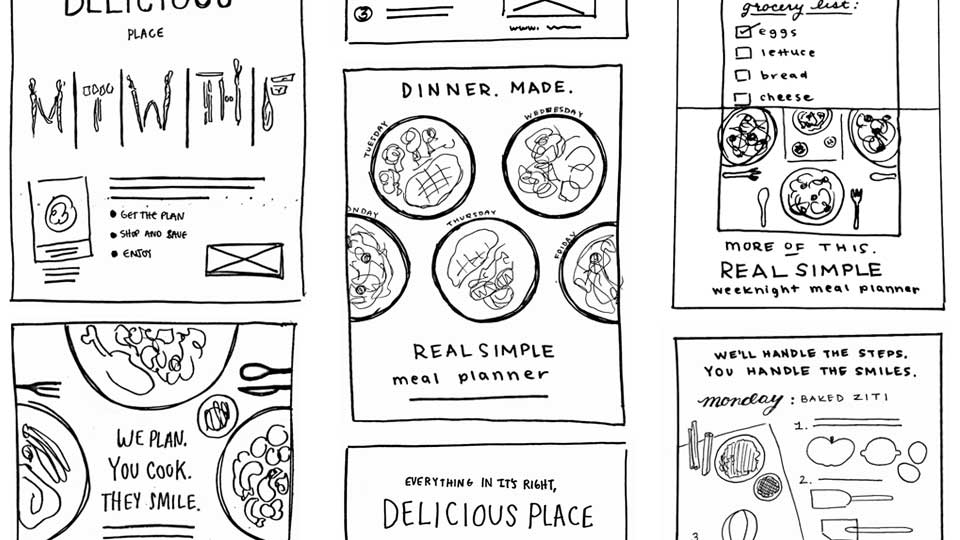 DELICIOUS
PLACE
M T W TH F
GET THE PLAN
SHOP AND SAVE
ENJOY
WE PLAN.
YOU COOK.
THEY SMILE.
3
www.
DINNER. MADE.
TUESDAY
WEDNESDAY
ONDAY
THURSDAY
FRIDAY
REAL SIMPLE
meal planner
EVERYTHING IN IT'S RIGHT,
DELICIOUS PLACE
grocery list:
eggs
lettuce
bread
cheese
MORE OF THIS.
REAL SIMPLE
weeknight meal planner
WE'LL HANDLE THE STEPS.
YOU HANDLE THE SMILES.
monday: BAKED ZITI
1.
2.
3